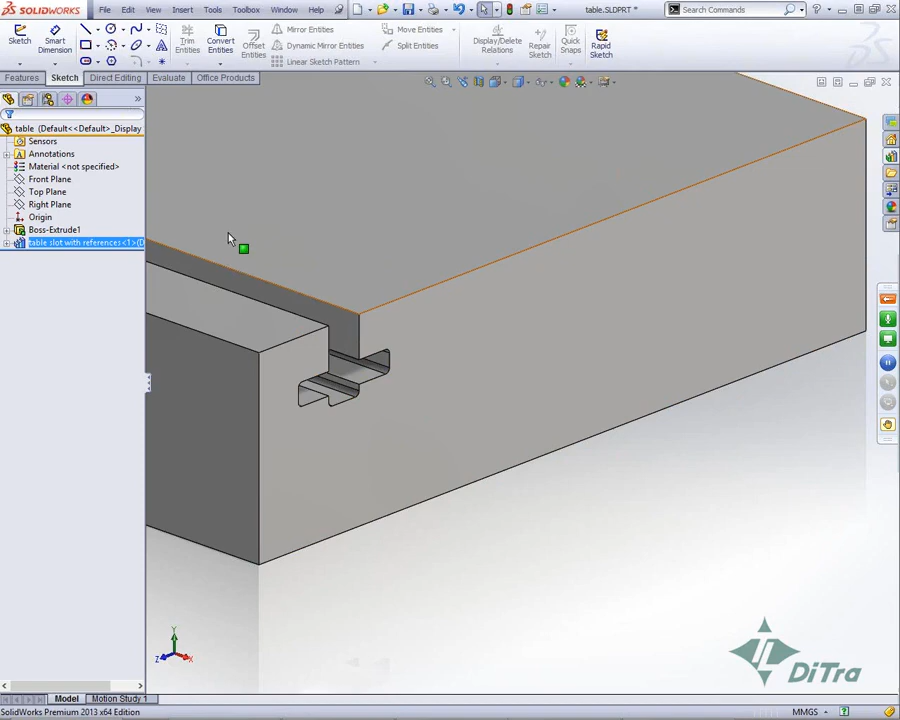 SOLIDWORKS File Edit View Insert Tools Toolbox Window Help table.SLDPRT * Search Commands
Sketch Smart Dimension Trim Entities Convert Entities Offset Entities Mirror Entities Move Entities Display/Delete Relations Repair Sketch Quick Snaps Rapid Sketch
Dynamic Mirror Entities Split Entities
Linear Sketch Pattern
Features Sketch Direct Editing Evaluate Office Products
table (Default<<Default>_Display
Sensors
Annotations
Material <not specified>
Front Plane
Top Plane
Right Plane
Origin
Boss-Extrude1
table slot with references<1>(D
Y
Z X
DiTra
Model Motion Study 1
SolidWorks Premium 2013 x64 Edition MMGS